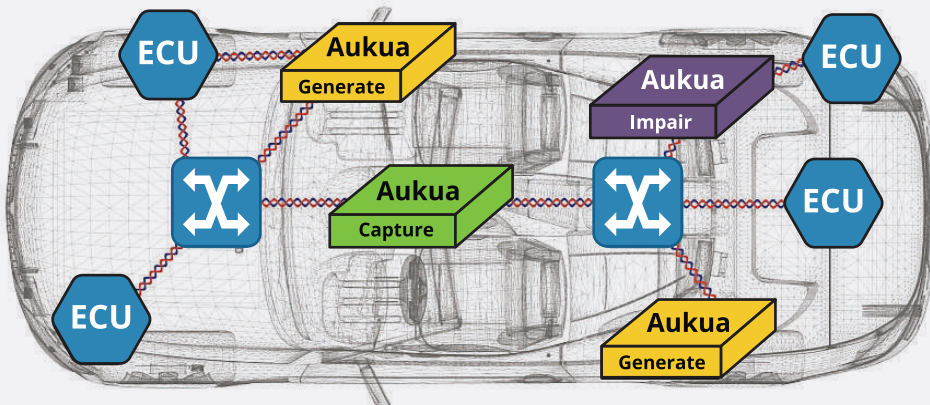 ECU
Aukua
Generate
Aukua
Impair
ECU
Aukua
Capture
ECU
ECU
Aukua
Generate